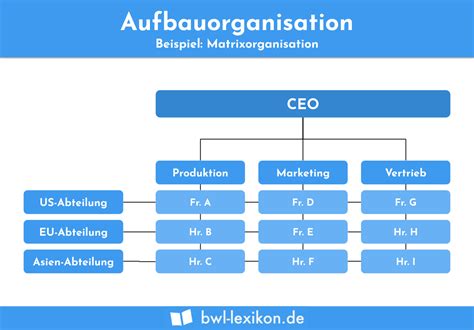 Aufbauorganisation
Beispiel: Matrixorganisation
CEO
Produktion Marketing Vertrieb
US-Abteilung Fr. A Fr. D Fr. G
EU-Abteilung Hr. B Fr. E Hr. H
Asien-Abteilung Hr. C Hr. F Hr. I
bwl-lexikon.de